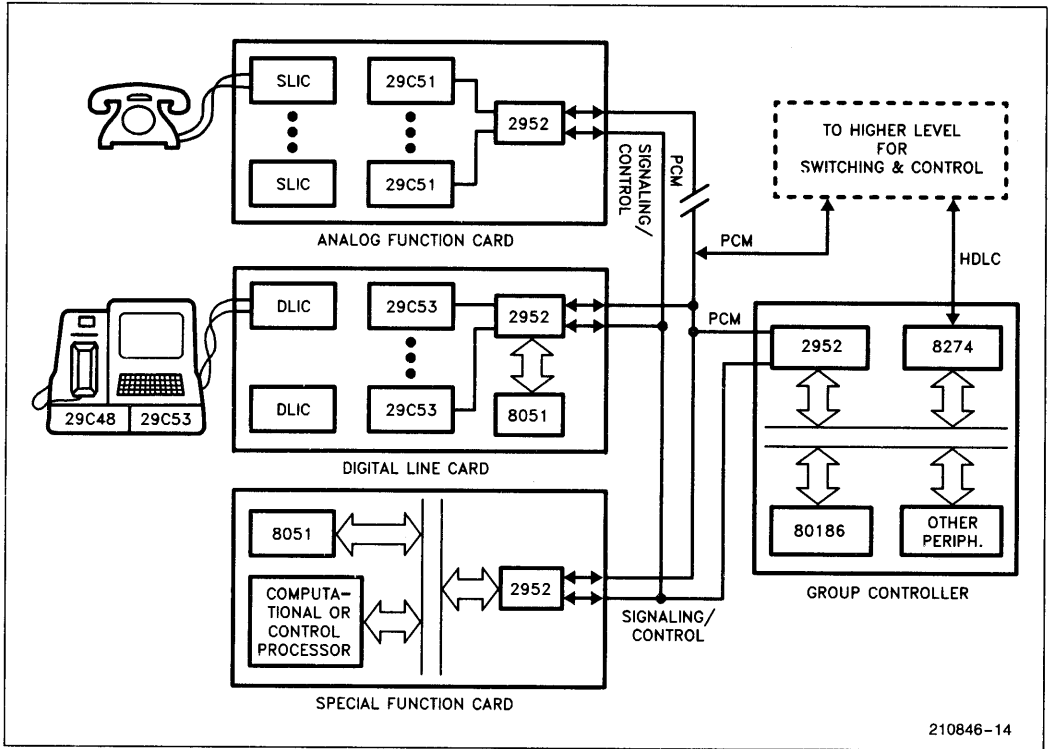 SLIC
29C51
2952
SLIC
29C51
ANALOG FUNCTION CARD
SIGNALING/
CONTROL
PCM
TO HIGHER LEVEL
FOR
SWITCHING & CONTROL
PCM
HDLC
DLIC
29C53
2952
DLIC
29C53
8051
29C48
29C53
DIGITAL LINE CARD
PCM
2952
8274
80186
OTHER
PERIPH.
GROUP CONTROLLER
8051
COMPUTA-
TIONAL OR
CONTROL
PROCESSOR
2952
SIGNALING/
CONTROL
SPECIAL FUNCTION CARD
210846-14